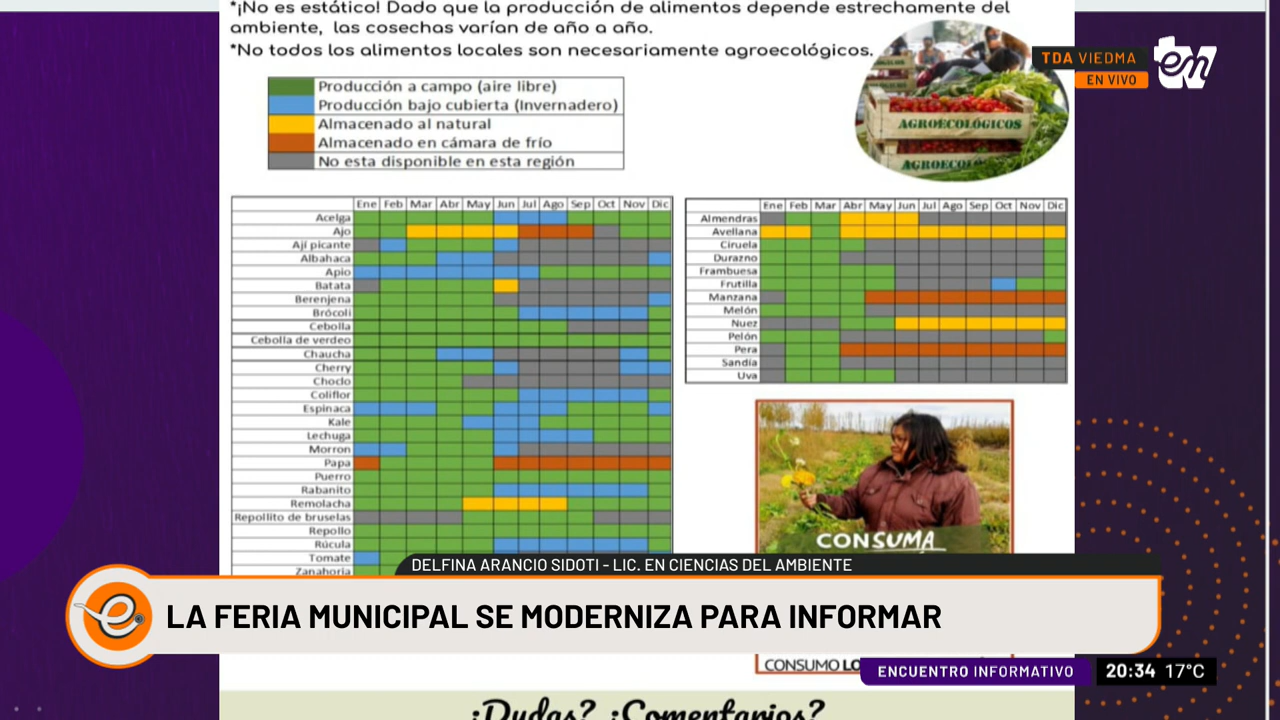 *¡No es estático! Dado que la producción de alimentos depende estrechamente del
ambiente, las cosechas varían de año a año.
*No todos los alimentos locales son necesariamente agroecológicos.
TDA VIEDMA
EN VIVO
en
AGROECOLÓGICOS
Producción a campo (aire libre)
Producción bajo cubierta (Invernadero)
Almacenado al natural
Almacenado en cámara de frío
No esta disponible en esta región
Ene Feb Mar Abr May Jun Jul Ago Sep Oct Nov Dic
Acelga
Ajo
Ají picante
Albahaca
Apio
Batata
Berenjena
Brócoli
Cebolla
Cebolla de verdeo
Chaucha
Cherry
Choclo
Coliflor
Espinaca
Kale
Lechuga
Morron
Papa
Puerro
Rabanito
Remolacha
Repollito de bruselas
Repollo
Rúcula
Tomate
Zanahoria
Ene Feb Mar Abr May Jun Jul Ago Sep Oct Nov Dic
Almendras
Avellana
Ciruela
Durazno
Frambuesa
Frutilla
Manzana
Melón
Nuez
Pelón
Pera
Sandía
Uva
CONSUMA
DELFINA ARANCIO SIDOTI - LIC. EN CIENCIAS DEL AMBIENTE
LA FERIA MUNICIPAL SE MODERNIZA PARA INFORMAR
CONSUMO LO
ENCUENTRO INFORMATIVO
20:34 17°C
¿Dudas? ¿Comentarios?